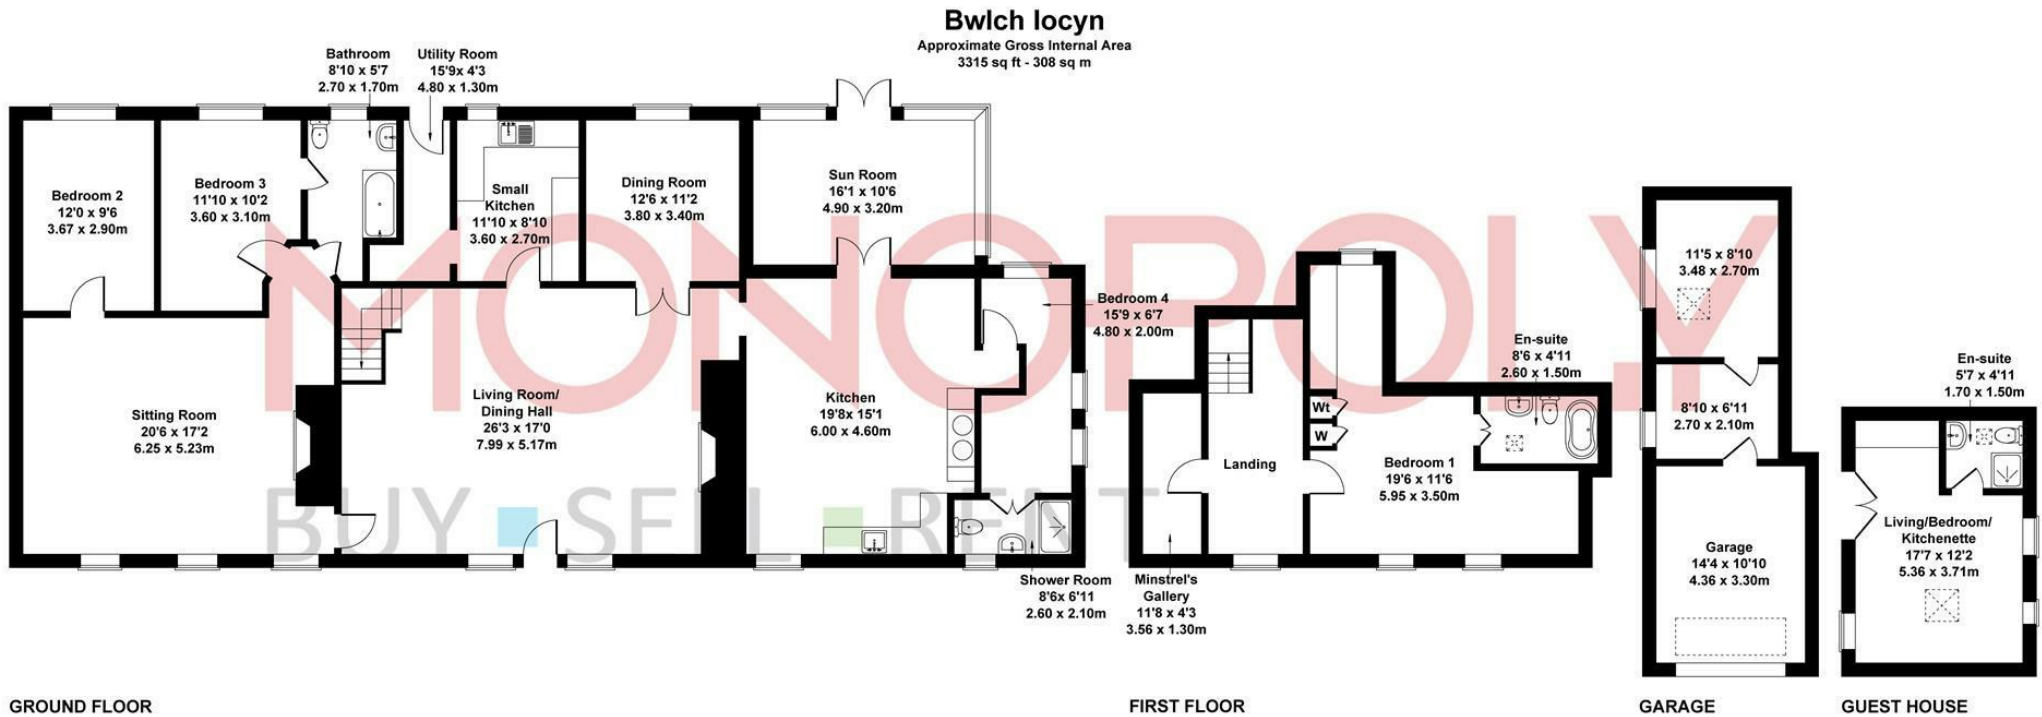 Bwlch Iocyn
Approximate Gross Internal Area
3315 sq ft - 308 sq m
Bathroom
8'10 x 5'7
2.70 x 1.70m
Utility Room
15'9x 4'3
4.80 x 1.30m
Bedroom 2
12'0 x 9'6
3.67 x 2.90m
Bedroom 3
11'10 x 10'2
3.60 x 3.10m
Small
Kitchen
11'10 x 8'10
3.60 x 2.70m
Dining Room
12'6 x 11'2
3.80 x 3.40m
Sun Room
16'1 x 10'6
4.90 x 3.20m
Bedroom 4
15'9 x 6'7
4.80 x 2.00m
Sitting Room
20'6 x 17'2
6.25 x 5.23m
Living Room/
Dining Hall
26'3 x 17'0
7.99 x 5.17m
Kitchen
19'8x 15'1
6.00 x 4.60m
Shower Room
8'6x 6'11
2.60 x 2.10m
Minstrel's
Gallery
11'8 x 4'3
3.56 x 1.30m
Landing
Wt
W
Bedroom 1
19'6 x 11'6
5.95 x 3.50m
En-suite
8'6 x 4'11
2.60 x 1.50m
11'5 x 8'10
3.48 x 2.70m
8'10 x 6'11
2.70 x 2.10m
Garage
14'4 x 10'10
4.36 x 3.30m
En-suite
5'7 x 4'11
1.70 x 1.50m
Living/Bedroom/
Kitchenette
17'7 x 12'2
5.36 x 3.71m
MONOPOLY
BUY SELL RENT
GROUND FLOOR
FIRST FLOOR
GARAGE
GUEST HOUSE